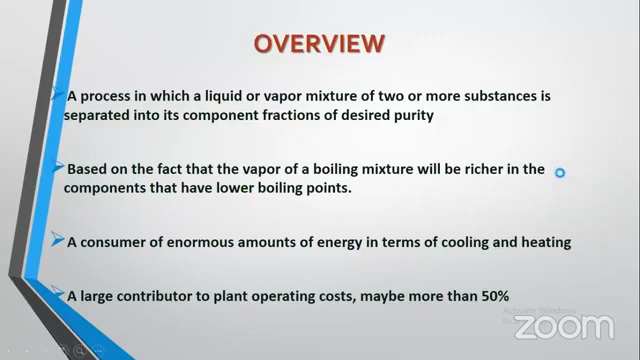 OVERVIEW
A process in which a liquid or vapor mixture of two or more substances is
separated into its component fractions of desired purity
Based on the fact that the vapor of a boiling mixture will be richer in the
components that have lower boiling points.
A consumer of enormous amounts of energy in terms of cooling and heating
A large contributor to plant operating costs, maybe more than 50%
Activate Windows
zoom